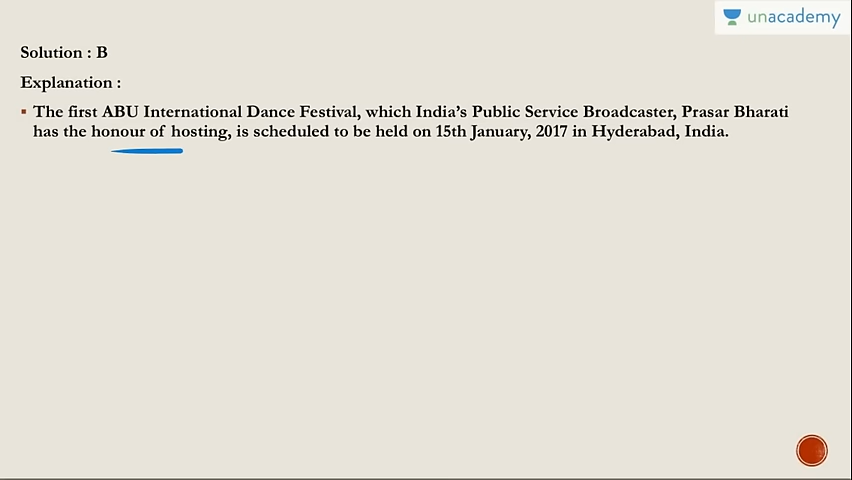 unacademy
Solution : B
Explanation :
▪ The first ABU International Dance Festival, which India's Public Service Broadcaster, Prasar Bharati
has the honour of hosting, is scheduled to be held on 15th January, 2017 in Hyderabad, India.